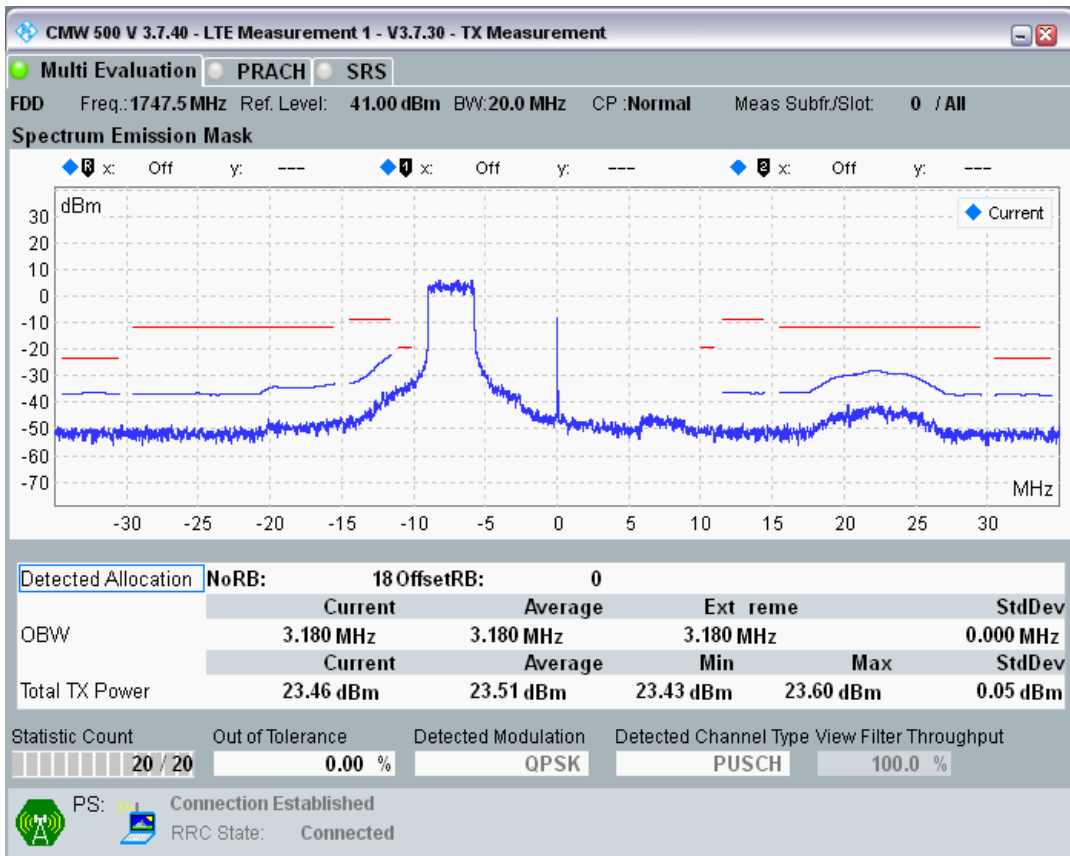 CMW 500 V 3.7.40 - LTE Measurement 1 - V3.7.30 - TX Measurement
Multi Evaluation PRACH SRS
FDD Freq.: 1747.5 MHz Ref. Level: 41.00 dBm BW: 20.0 MHz CP : Normal Meas Subfr./Slot: 0 / All
Spectrum Emission Mask
R x: Off y: --- 1 x: Off y: --- 2 x: Off y: ---
dBm
Current
30
20
10
0
-10
-20
-30
-40
-50
-60
-70
MHz
-30 -25 -20 -15 -10 -5 0 5 10 15 20 25 30
Detected Allocation NoRB: 18 OffsetRB: 0
Current Average Ext reme StdDev
OBW 3.180 MHz 3.180 MHz 3.180 MHz 0.000 MHz
Current Average Min Max StdDev
Total TX Power 23.46 dBm 23.51 dBm 23.43 dBm 23.60 dBm 0.05 dBm
Statistic Count Out of Tolerance Detected Modulation Detected Channel Type View Filter Throughput
20 / 20 0.00 % QPSK PUSCH 100.0 %
PS: Connection Established
RRC State: Connected